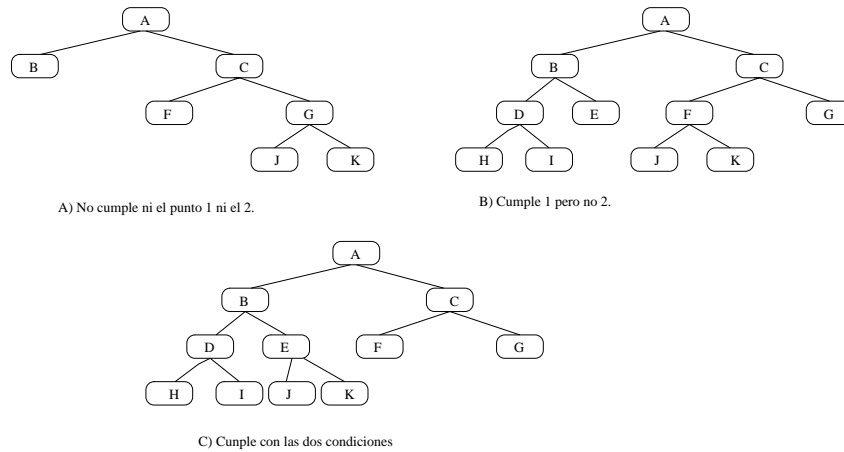 A
A
B
C
B
C
F
G
D
E
F
G
J
K
H
I
J
K
A) No cumple ni el punto 1 ni el 2.
B) Cumple 1 pero no 2.
A
B
C
D
E
F
G
H
I
J
K
C) Cunple con las dos condiciones